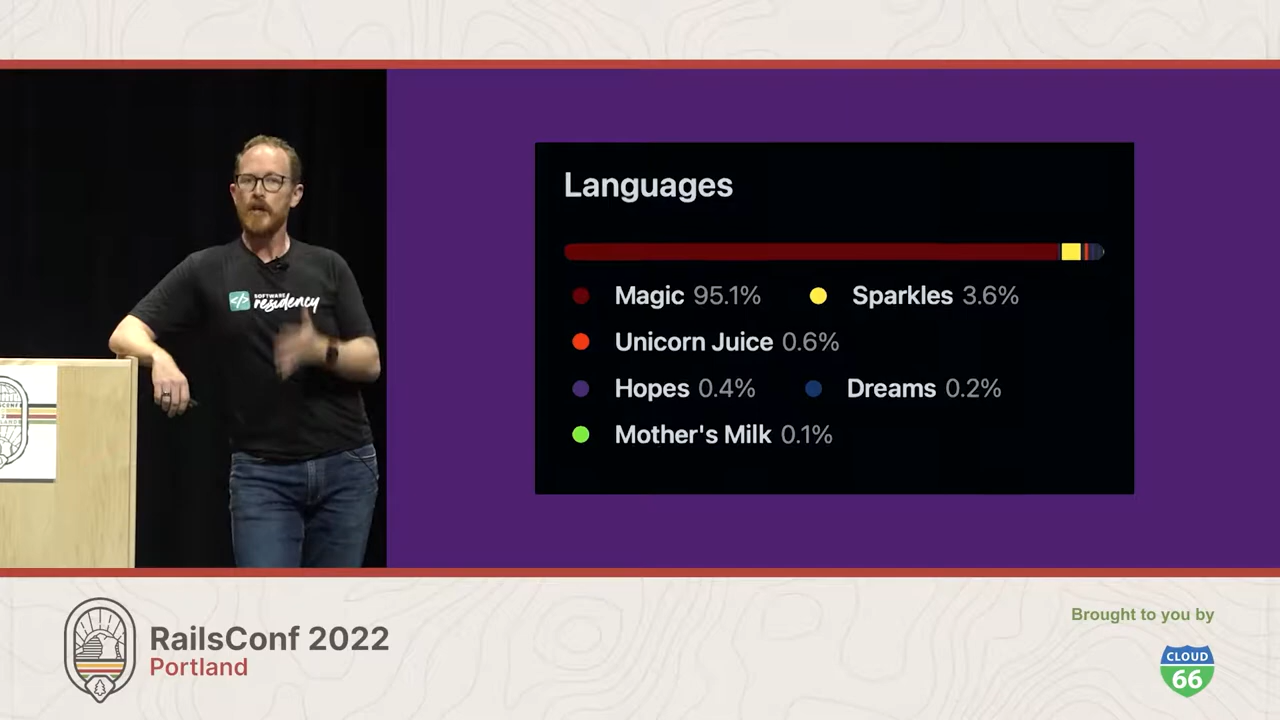 Languages
Magic 95.1% Sparkles 3.6%
Unicorn Juice 0.6%
Hopes 0.4% Dreams 0.2%
Mother's Milk 0.1%
</> SOFTWARE
residency
RailsConf 2022
Portland
Brought to you by
CLOUD
66